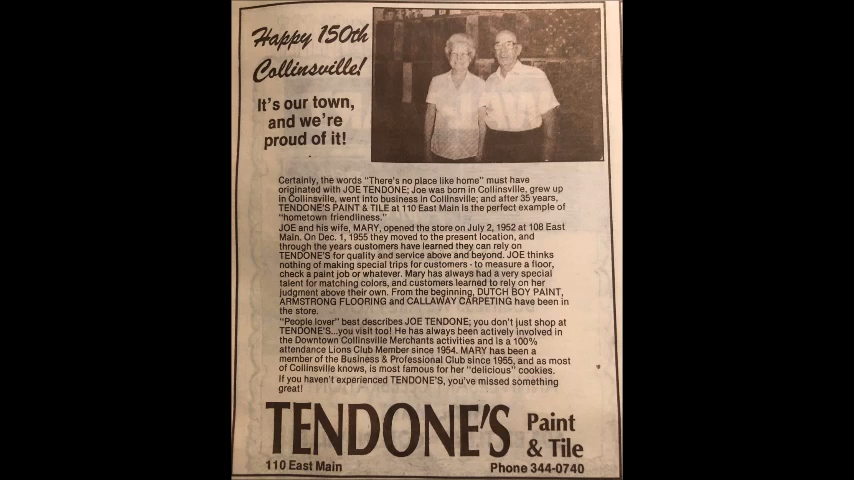 Happy 150th
Collinsville!
It's our town,
and we're
proud of it!
Certainly, the words "There's no place like home" must have
originated with JOE TENDONE; Joe was born in Collinsville, grew up
in Collinsville, went into business in Collinsville; and after 35 years,
TENDONE'S PAINT & TILE at 110 East Main is the perfect example of
"hometown friendliness."
JOE and his wife, MARY, opened the store on July 2, 1952 at 108 East
Main. On Dec. 1, 1955 they moved to the present location, and
through the years customers have learned they can rely on
TENDONE'S for quality and service above and beyond. JOE thinks
nothing of making special trips for customers - to measure a floor,
check a paint job or whatever. Mary has always had a very special
talent for matching colors, and customers learned to rely on her
judgment above their own. From the beginning, DUTCH BOY PAINT,
ARMSTRONG FLOORING and CALLAWAY CARPETING have been in
the store.
"People lover" best describes JOE TENDONE; you don't just shop at
TENDONE'S...you visit too! He has always been actively involved in
the Downtown Collinsville Merchants activities and is a 100%
attendance Lions Club Member since 1954. MARY has been a
member of the Business & Professional Club since 1955, and as most
of Collinsville knows, is most famous for her "delicious" cookies.
If you haven't experienced TENDONE'S, you've missed something
great!
TENDONE'S Paint
& Tile
110 East Main Phone 344-0740